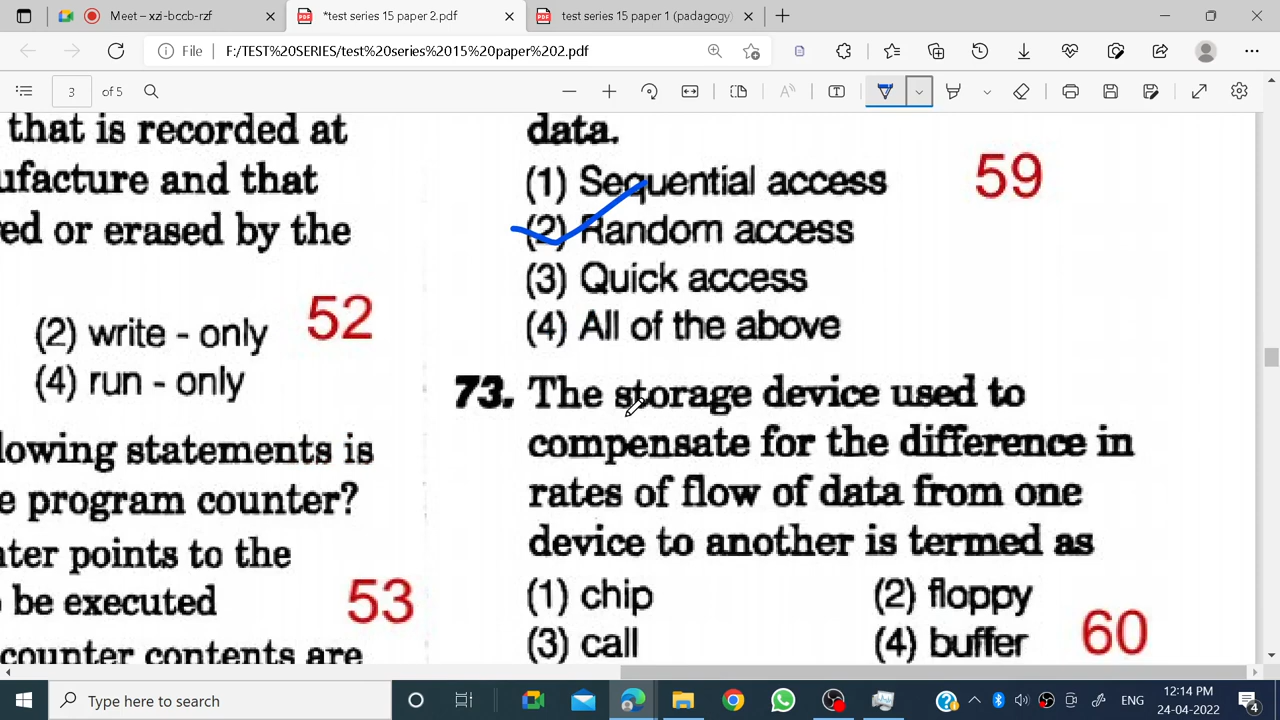 Meet – xzi-bccb-rzf
*test series 15 paper 2.pdf
test series 15 paper 1 (padagogy)
File
F:/TEST%20SERIES/test%20series%2015%20paper%202.pdf
3
of 5
that is recorded at
ufacture and that
ed or erased by the
(2) write - only
52
(4) run - only
lowing statements is
e program counter?
nter points to the
be executed
53
counter contents are
data.
(1) Sequential access
59
(2) Random access
(3) Quick access
(4) All of the above
73. The storage device used to
compensate for the difference in
rates of flow of data from one
device to another is termed as
(1) chip
(2) floppy
(3) call
(4) buffer
60
Type here to search
ENG
12:14 PM
24-04-2022
4